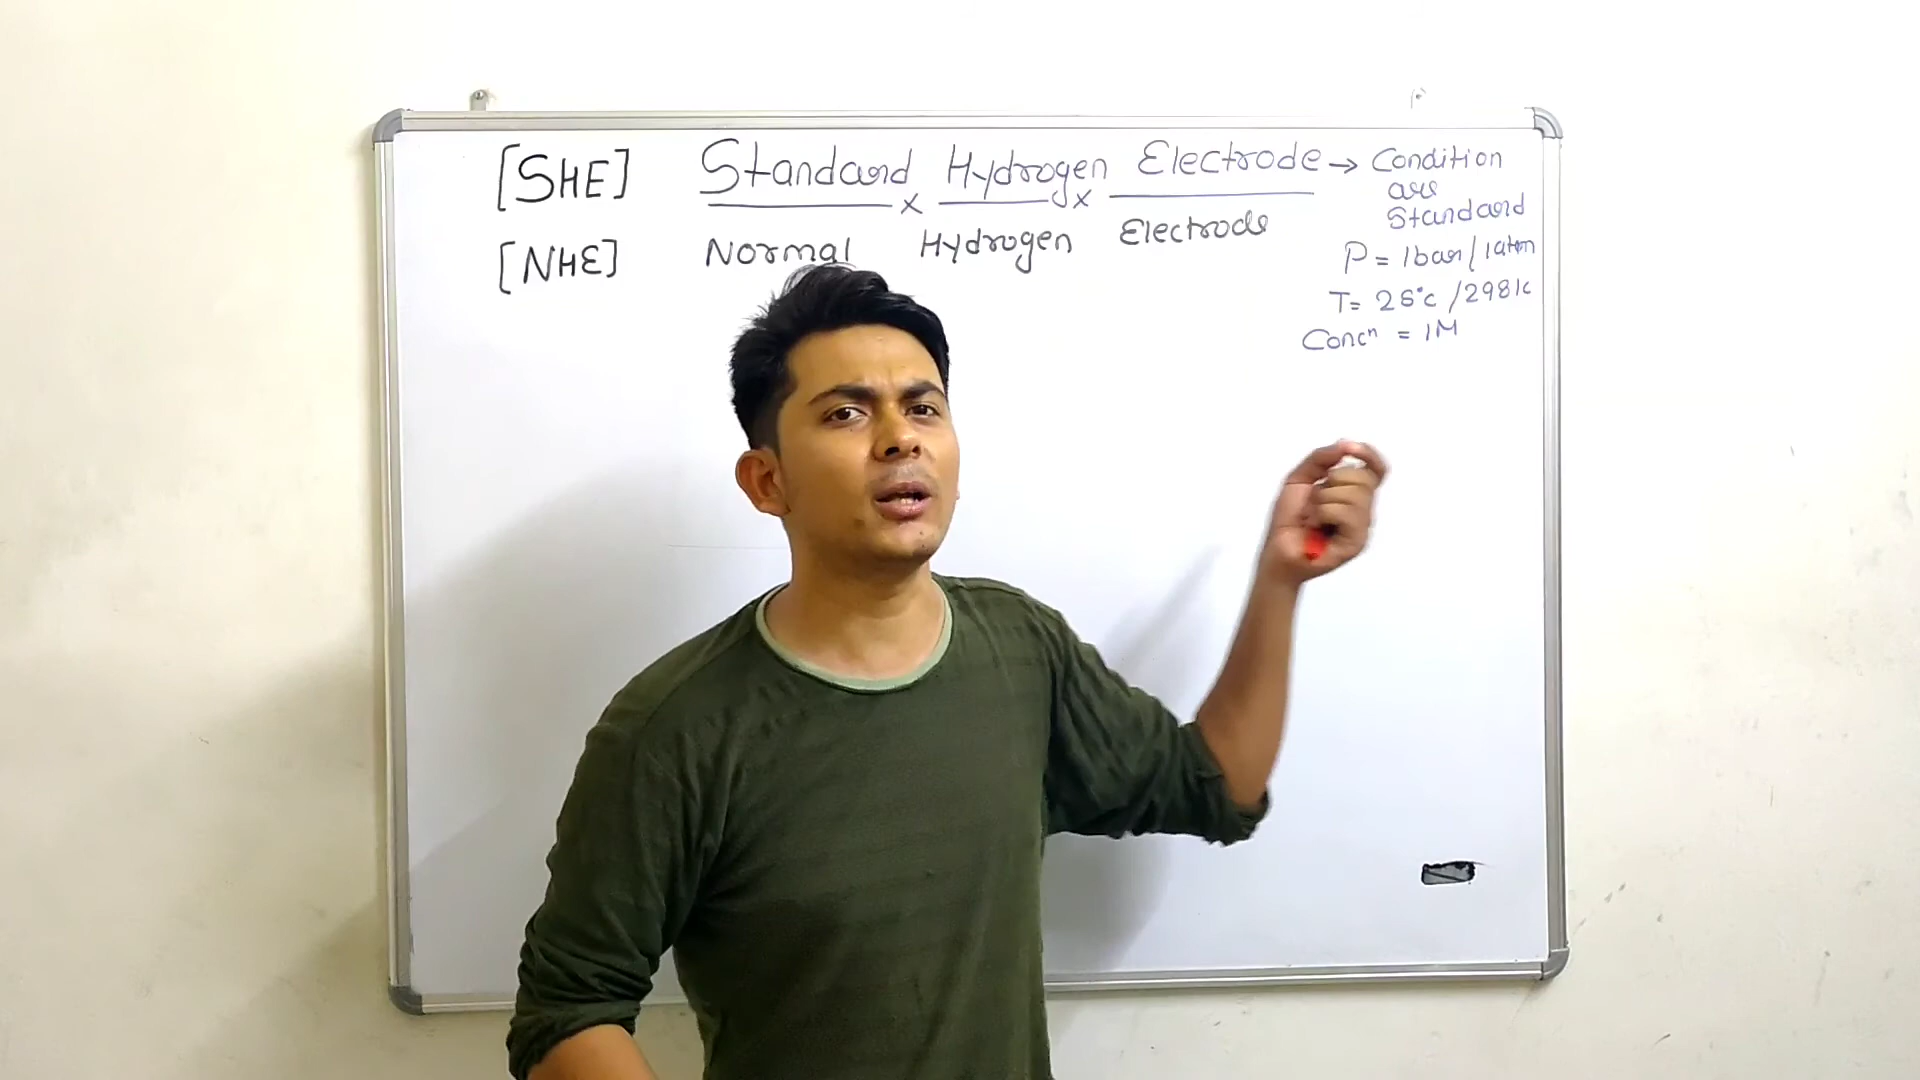 [SHE] Standard Hydrogen Electrode → Condition
are
Standard
[NHE] Normal Hydrogen Electrode
P = 1bar / 1atm
T = 25°c / 298k
Concⁿ = 1M